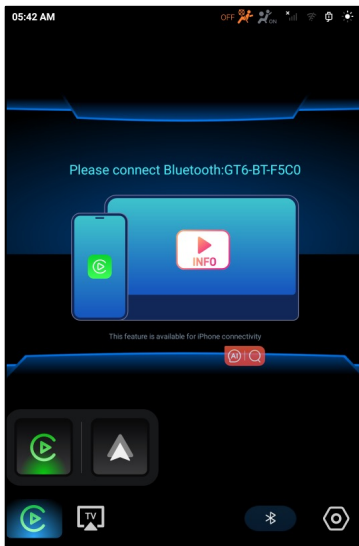 05:42 AM
OFF
ON
Please connect Bluetooth:GT6-BT-F5C0
INFO
This feature is available for iPhone connectivity
AI
TV